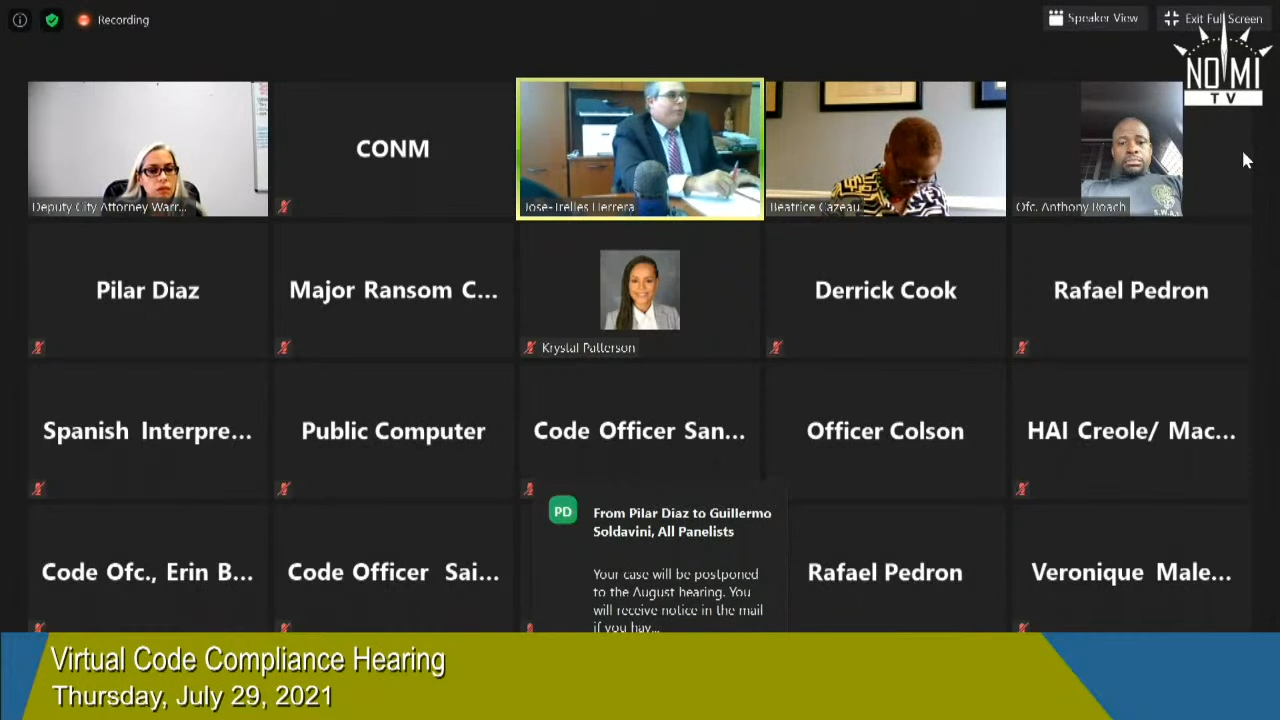 Recording
Speaker View
Exit Full Screen
NOMI
TV
CONM
Deputy City Attorney Warr...
Jose-Trelles Herrera
Beatrice Cazeau
Ofc. Anthony Roach
Pilar Diaz
Major Ransom C...
Krystal Patterson
Derrick Cook
Rafael Pedron
Spanish Interpre...
Public Computer
Code Officer San...
Officer Colson
HAI Creole/ Mac...
PD
From Pilar Diaz to Guillermo
Soldavini, All Panelists
Your case will be postponed
to the August hearing. You
will receive notice in the mail
if you hay...
Code Ofc., Erin B...
Code Officer Sai...
Rafael Pedron
Veronique Male...
Virtual Code Compliance Hearing
Thursday, July 29, 2021